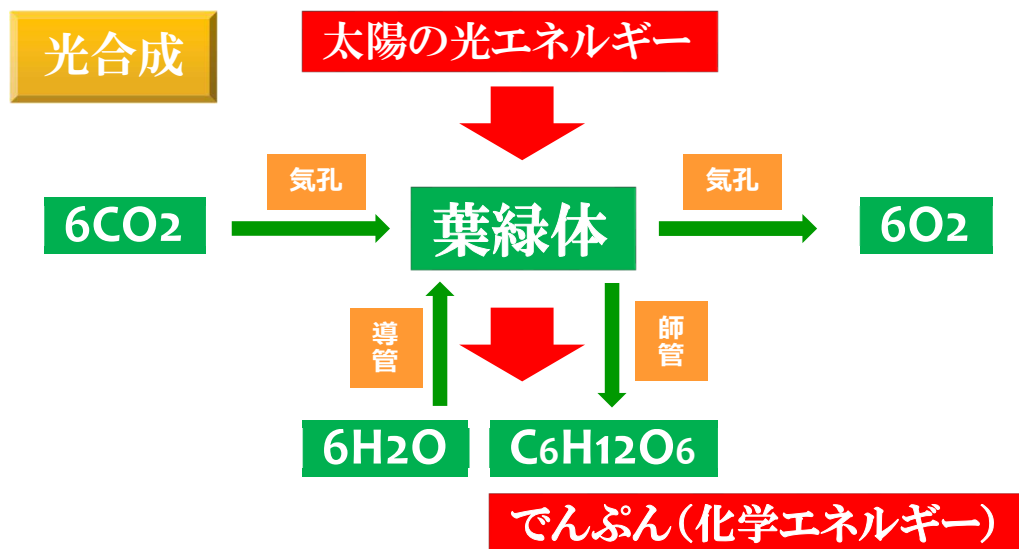 光合成
太陽の光エネルギー
気孔
気孔
6CO2
葉緑体
6O2
導
管
師
管
6H2O
C6H12O6
でんぷん(化学エネルギー)